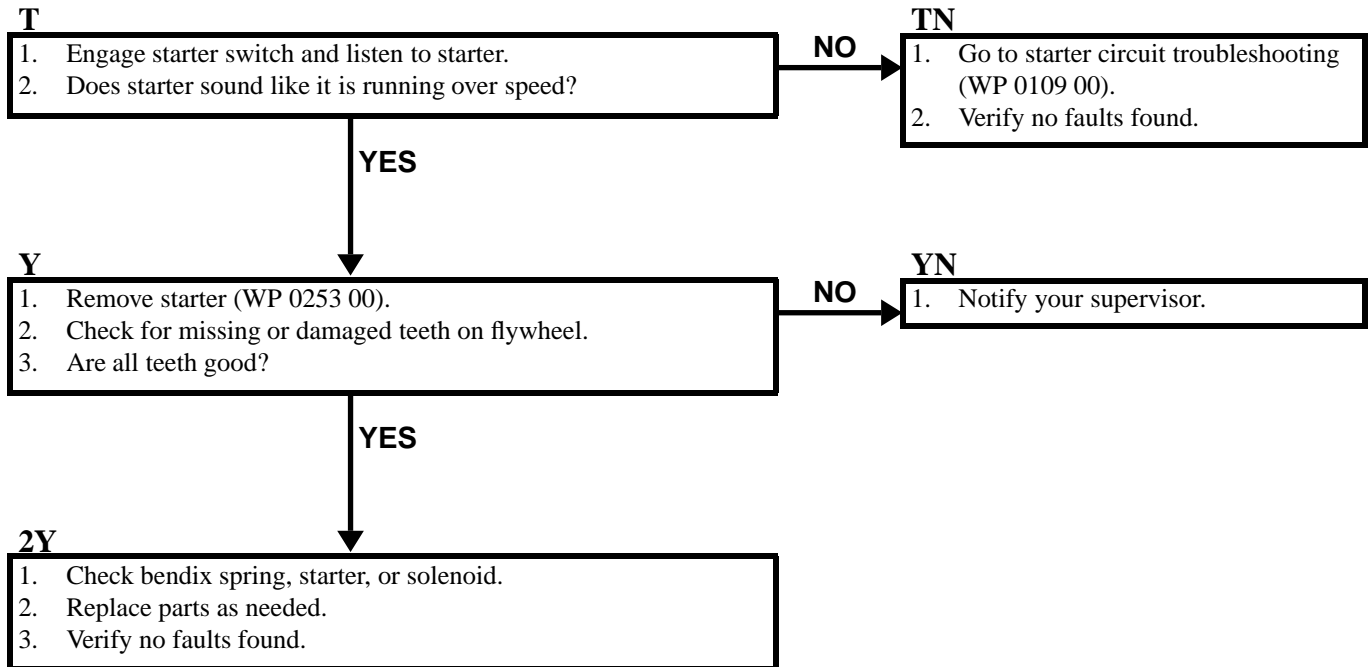 T
1. Engage starter switch and listen to starter.
2. Does starter sound like it is running over speed?
NO
TN
1. Go to starter circuit troubleshooting
(WP 0109 00).
2. Verify no faults found.
YES
Y
1. Remove starter (WP 0253 00).
2. Check for missing or damaged teeth on flywheel.
3. Are all teeth good?
NO
YN
1. Notify your supervisor.
YES
2Y
1. Check bendix spring, starter, or solenoid.
2. Replace parts as needed.
3. Verify no faults found.